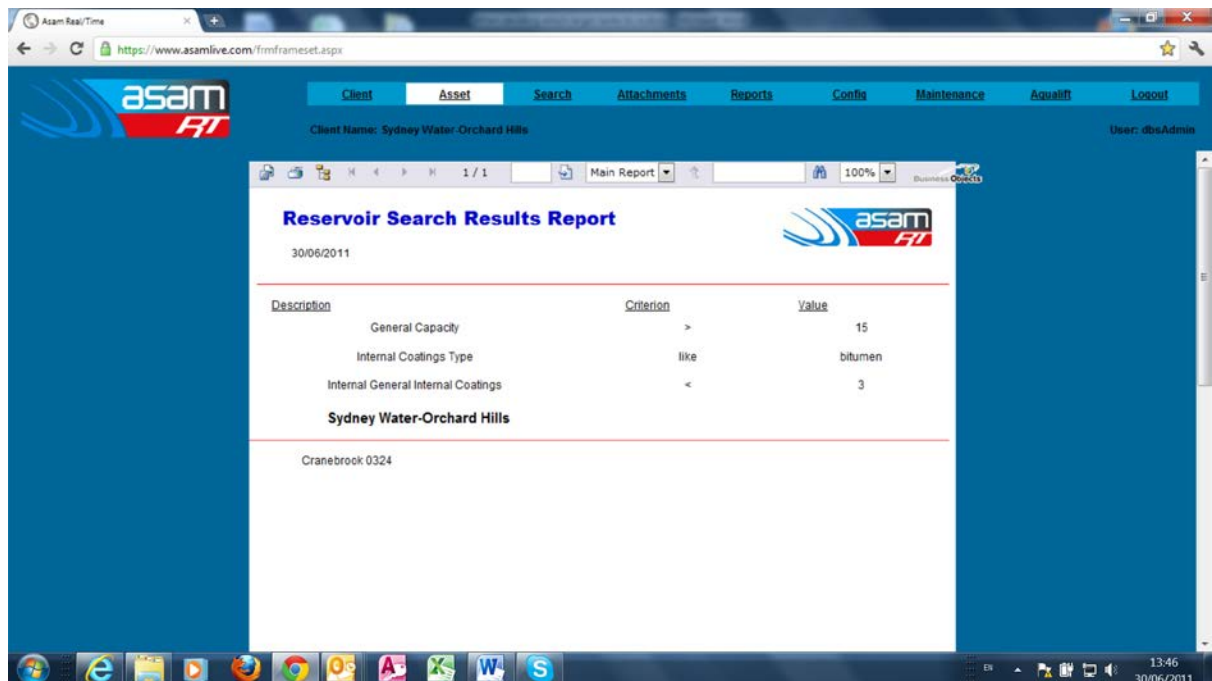 Asam Real/Time
https://www.asamlive.com/frmframeset.aspx
asam
RT
Client Asset Search Attachments Reports Config Maintenance Aqualift Logout
Client Name: Sydney Water-Orchard Hills User: dbsAdmin
1 / 1 Main Report 100% Business Objects
Reservoir Search Results Report
asam
RT
30/06/2011
Description Criterion Value
General Capacity > 15
Internal Coatings Type like bitumen
Internal General Internal Coatings < 3
Sydney Water-Orchard Hills
Cranebrook 0324
EN 13:46
30/06/2011